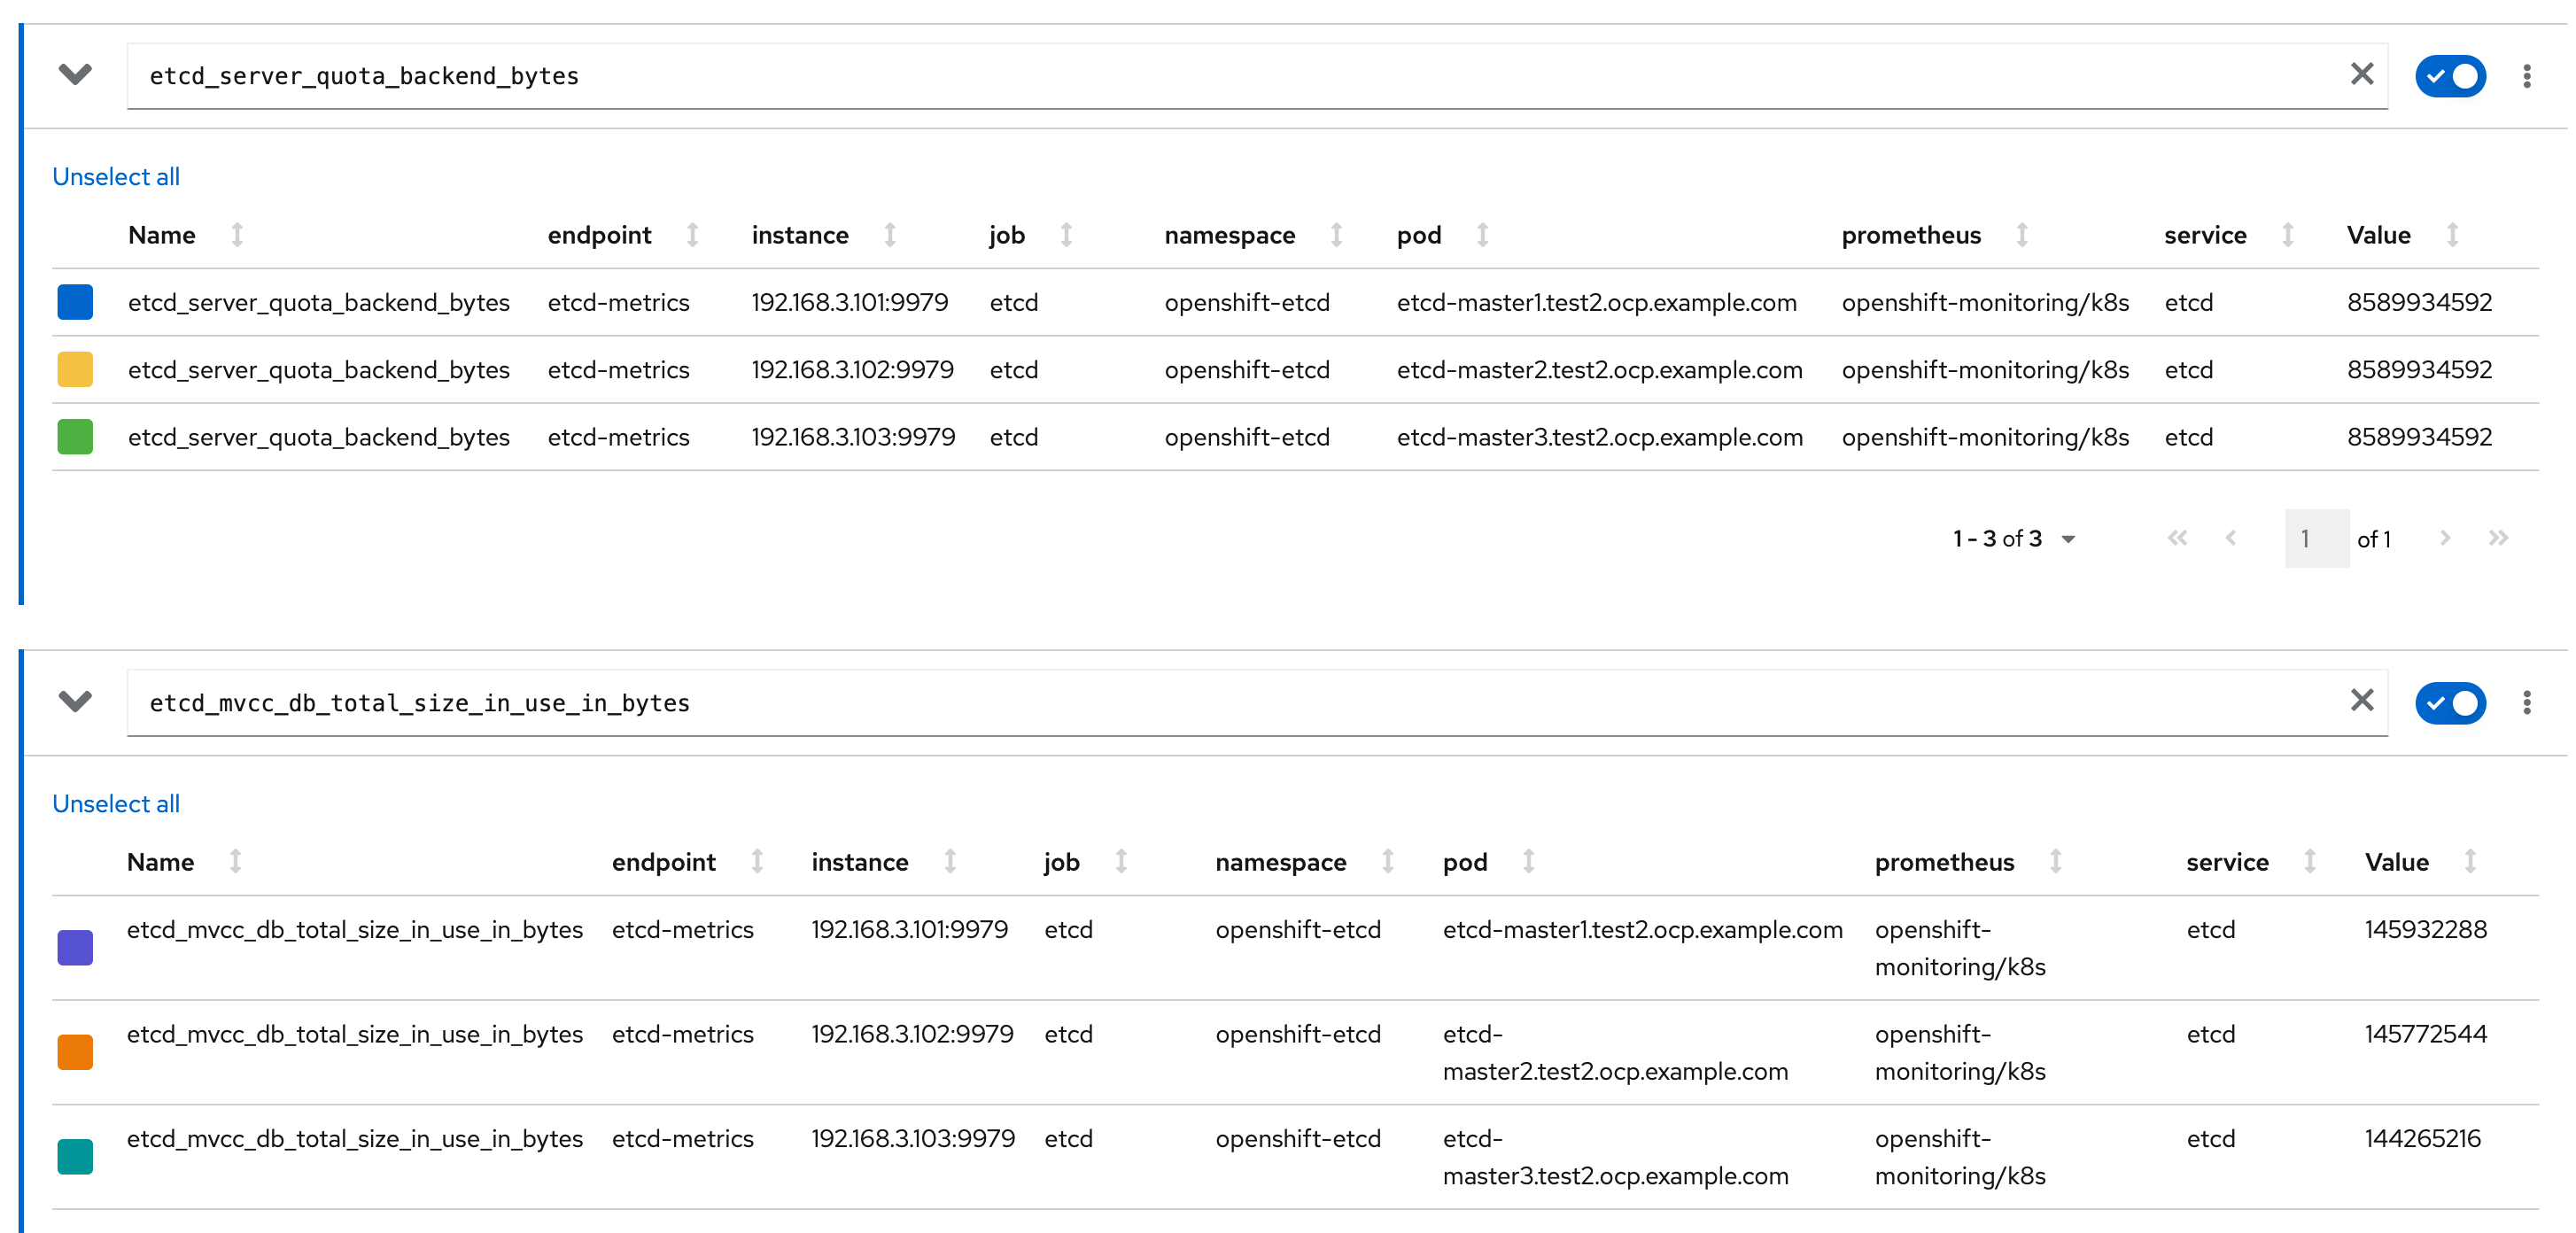 etcd_server_quota_backend_bytes
Unselect all
Name endpoint instance job namespace pod prometheus service Value
etcd_server_quota_backend_bytes etcd-metrics 192.168.3.101:9979 etcd openshift-etcd etcd-master1.test2.ocp.example.com openshift-monitoring/k8s etcd 8589934592
etcd_server_quota_backend_bytes etcd-metrics 192.168.3.102:9979 etcd openshift-etcd etcd-master2.test2.ocp.example.com openshift-monitoring/k8s etcd 8589934592
etcd_server_quota_backend_bytes etcd-metrics 192.168.3.103:9979 etcd openshift-etcd etcd-master3.test2.ocp.example.com openshift-monitoring/k8s etcd 8589934592
1 - 3 of 3 1 of 1
etcd_mvcc_db_total_size_in_use_in_bytes
Unselect all
Name endpoint instance job namespace pod prometheus service Value
etcd_mvcc_db_total_size_in_use_in_bytes etcd-metrics 192.168.3.101:9979 etcd openshift-etcd etcd-master1.test2.ocp.example.com openshift- etcd 145932288
monitoring/k8s
etcd_mvcc_db_total_size_in_use_in_bytes etcd-metrics 192.168.3.102:9979 etcd openshift-etcd etcd- openshift- etcd 145772544
master2.test2.ocp.example.com monitoring/k8s
etcd_mvcc_db_total_size_in_use_in_bytes etcd-metrics 192.168.3.103:9979 etcd openshift-etcd etcd- openshift- etcd 144265216
master3.test2.ocp.example.com monitoring/k8s